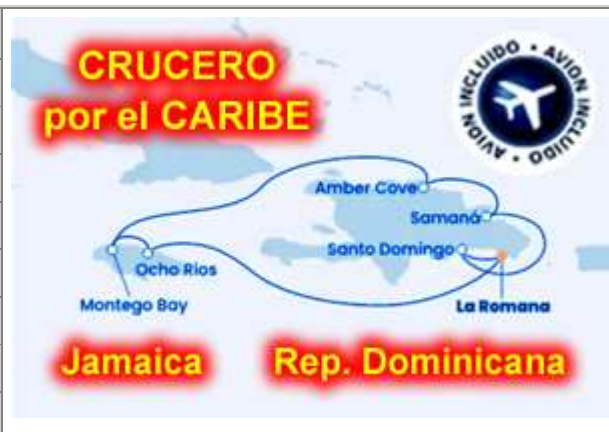 CRUCERO
por el CARIBE
AVION INCLUIDO • AVION INCLUIDO •
Amber Cove
Samaná
Santo Domingo
Ocho Rios
Montego Bay
La Romana
Jamaica
Rep. Dominicana